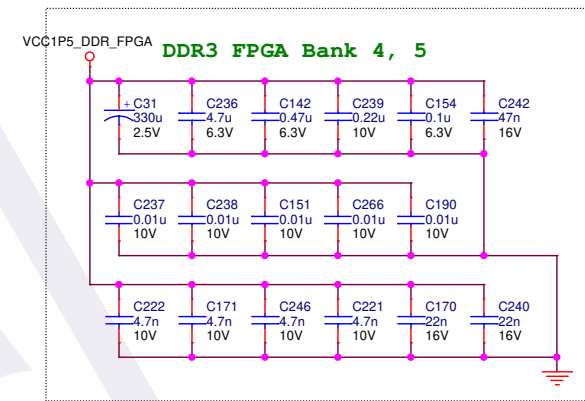 VCC1P5_DDR_FPGA
DDR3 FPGA Bank 4, 5
+ C31 C236 C142 C239 C154 C242
330u 4.7u 0.47u 0.22u 0.1u 47n
2.5V 6.3V 6.3V 10V 6.3V 16V
C237 C238 C151 C266 C190
0.01u 0.01u 0.01u 0.01u 0.01u
10V 10V 10V 10V 10V
C222 C171 C246 C221 C170 C240
4.7n 4.7n 4.7n 4.7n 22n 22n
10V 10V 10V 10V 16V 16V